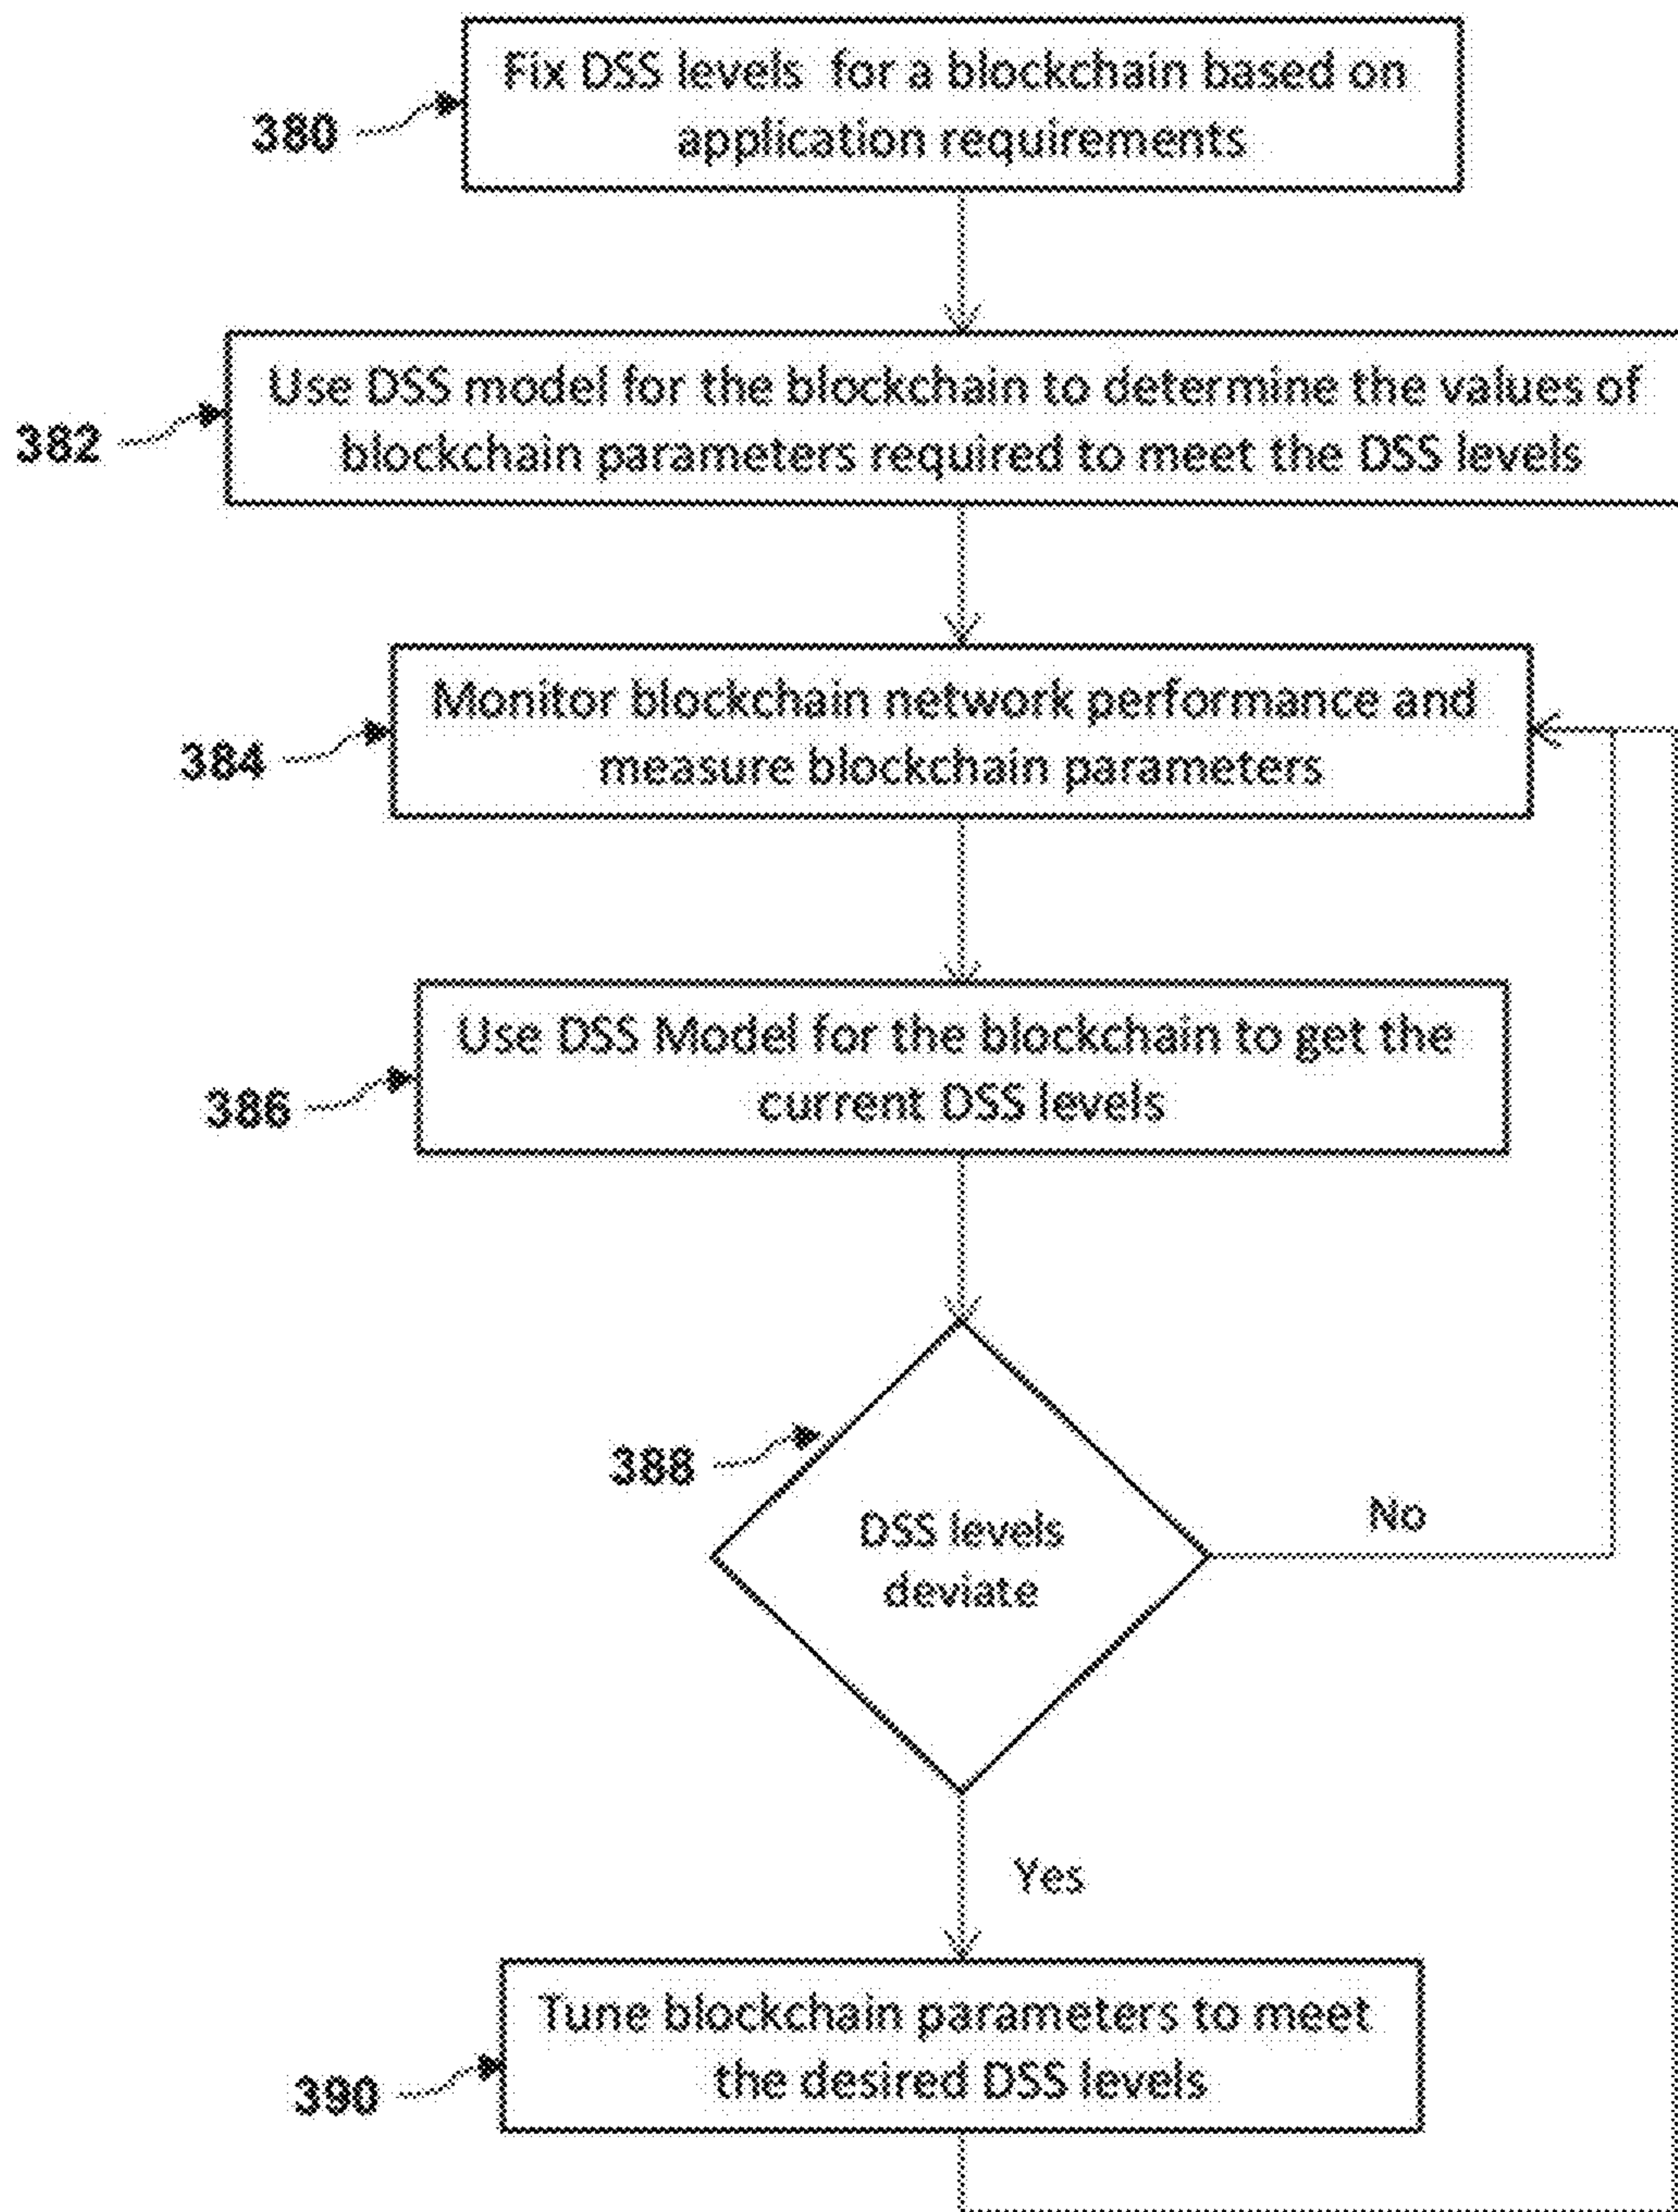 Fix DSS levels for a blockchain based on
application requirements
380
Use DSS model for the blockchain to determine the values of
blockchain parameters required to meet the DSS levels
382
Monitor blockchain network performance and
measure blockchain parameters
384
Use DSS Model for the blockchain to get the
current DSS levels
386
388
DSS levels
deviate
No
Yes
Tune blockchain parameters to meet
the desired DSS levels
390